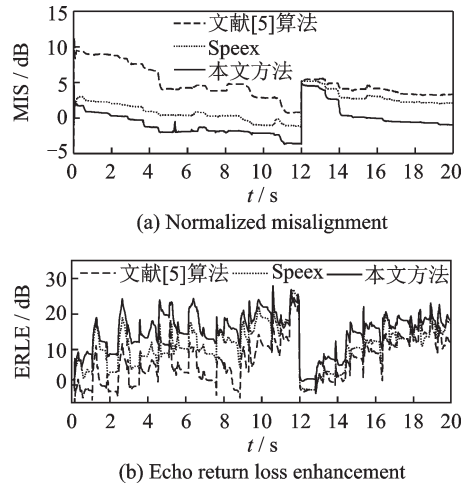 15
10
5
0
−5
MIS / dB
文献[5]算法
Speex
本文方法
0 2 4 6 8 10 12 14 16 18 20
t / s
(a) Normalized misalignment
30
20
10
0
ERLE / dB
文献[5]算法 Speex 本文方法
0 2 4 6 8 10 12 14 16 18 20
t / s
(b) Echo return loss enhancement